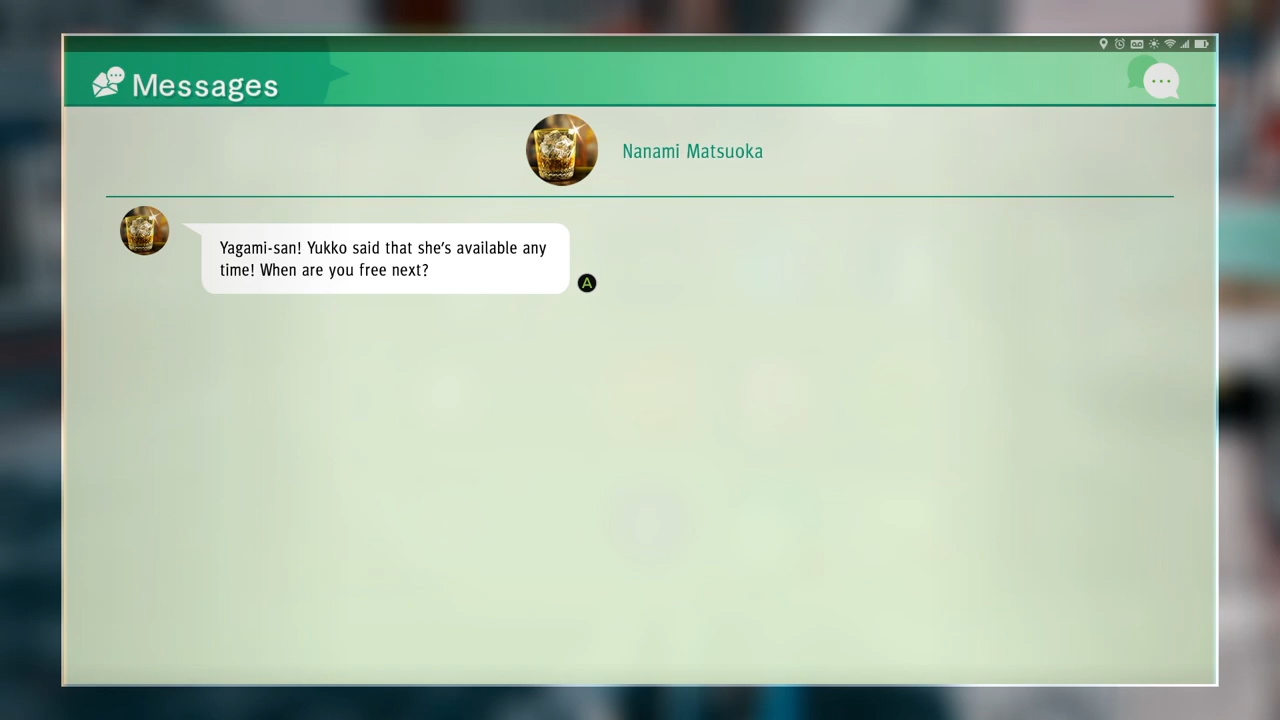 Messages
Nanami Matsuoka
Yagami-san! Yukko said that she's available any
time! When are you free next?
A